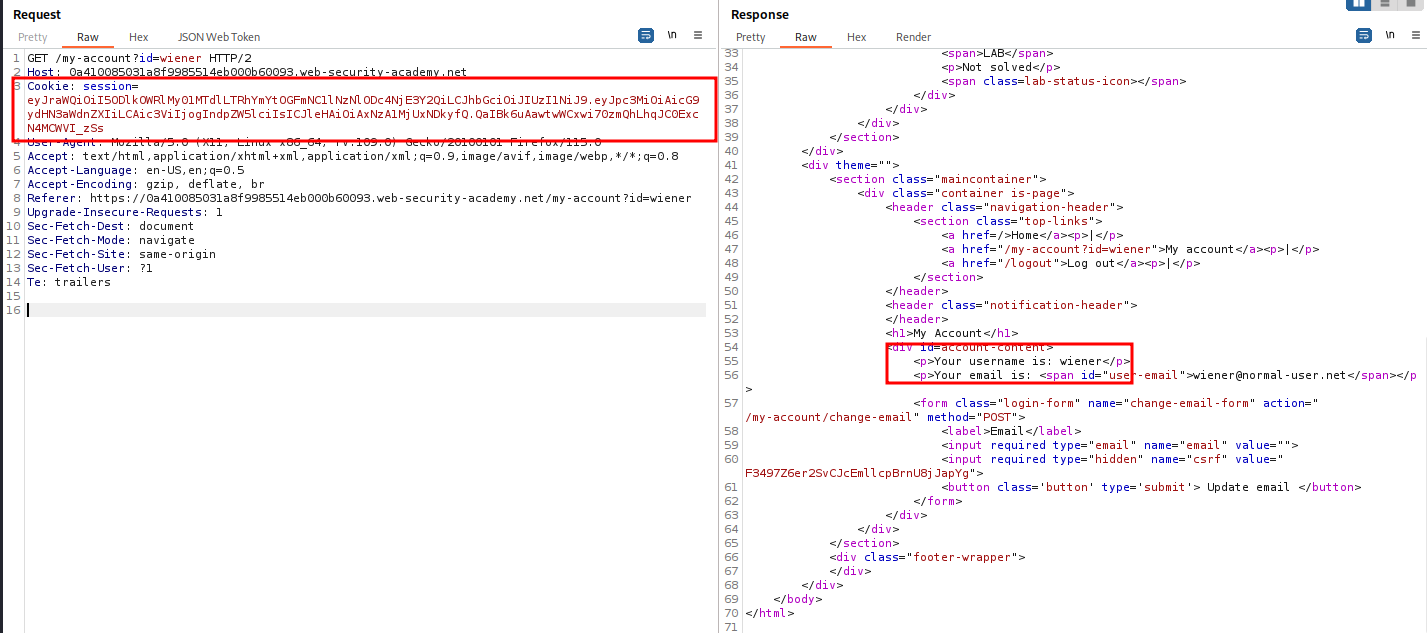 Request
Pretty Raw Hex JSON Web Token
\n
1 GET /my-account?id=wiener HTTP/2
2 Host: 0a410085031a8f9985514eb000b60093.web-security-academy.net
3 Cookie: session=
4 User-Agent: Mozilla/5.0 (X11; Linux x86_64; rv:109.0) Gecko/20100101 Firefox/115.0
5 Accept: text/html,application/xhtml+xml,application/xml;q=0.9,image/avif,image/webp,*/*;q=0.8
6 Accept-Language: en-US,en;q=0.5
7 Accept-Encoding: gzip, deflate, br
8 Referer: https://0a410085031a8f9985514eb000b60093.web-security-academy.net/my-account?id=wiener
9 Upgrade-Insecure-Requests: 1
10 Sec-Fetch-Dest: document
11 Sec-Fetch-Mode: navigate
12 Sec-Fetch-Site: same-origin
13 Sec-Fetch-User: ?1
14 Te: trailers
15
16
Response
Pretty Raw Hex Render
\n
33 <span>LAB</span>
34 <p>Not solved</p>
35 <span class=lab-status-icon></span>
36 </div>
37 </div>
38 </div>
39 </section>
40 </div>
41 <div theme="">
42 <section class="maincontainer">
43 <div class="container is-page">
44 <header class="navigation-header">
45 <section class="top-links">
46 <a href=/>Home</a><p>|</p>
47 <a href="/my-account?id=wiener">My account</a><p>|</p>
48 <a href="/logout">Log out</a><p>|</p>
49 </section>
50 </header>
51 <header class="notification-header">
52 </header>
53 <h1>My Account</h1>
54 <div id=account-content>
55 <p>Your username is: wiener</p>
56 <p>Your email is: <span id="user-email">wiener@normal-user.net</span></p
>
57 <form class="login-form" name="change-email-form" action="
/my-account/change-email" method="POST">
58 <label>Email</label>
59 <input required type="email" name="email" value="">
60 <input required type="hidden" name="csrf" value="
F3497Z6er2SvCJcEmllcpBrnU8jJapYg">
61 <button class='button' type='submit'> Update email </button>
62 </form>
63 </div>
64 </div>
65 </section>
66 <div class="footer-wrapper">
67 </div>
68 </div>
69 </body>
70 </html>
71